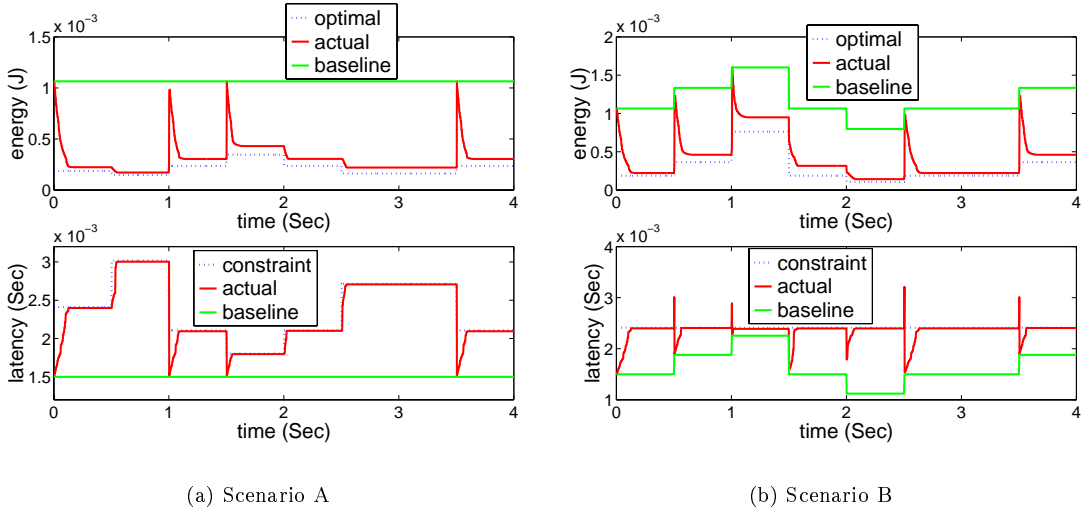 x 10⁻³
optimal
actual
baseline
energy (J)
1.5
1
0.5
0
0 1 2 3 4
time (Sec)
x 10⁻³
constraint
actual
baseline
latency (Sec)
3
2.5
2
1.5
0 1 2 3 4
time (Sec)
(a) Scenario A
x 10⁻³
optimal
actual
baseline
energy (J)
2
1.5
1
0.5
0
0 1 2 3 4
time (Sec)
x 10⁻³
constraint
actual
baseline
latency (Sec)
4
3
2
1
0 1 2 3 4
time (Sec)
(b) Scenario B